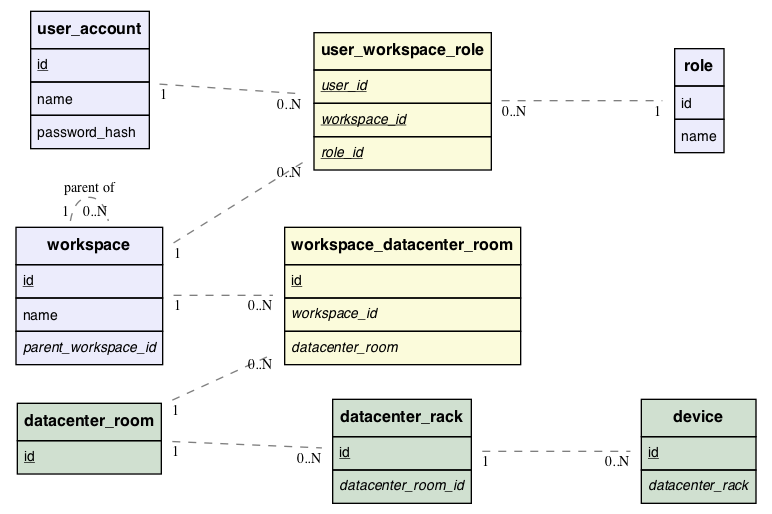 user_account
id
name
password_hash
1
0..N
user_workspace_role
user_id
workspace_id
role_id
0..N
1
role
id
name
parent of
1
0..N
workspace
id
name
parent_workspace_id
1
0..N
1
0..N
workspace_datacenter_room
id
workspace_id
datacenter_room
0..N
1
datacenter_room
id
1
0..N
datacenter_rack
id
datacenter_room_id
1
0..N
device
id
datacenter_rack